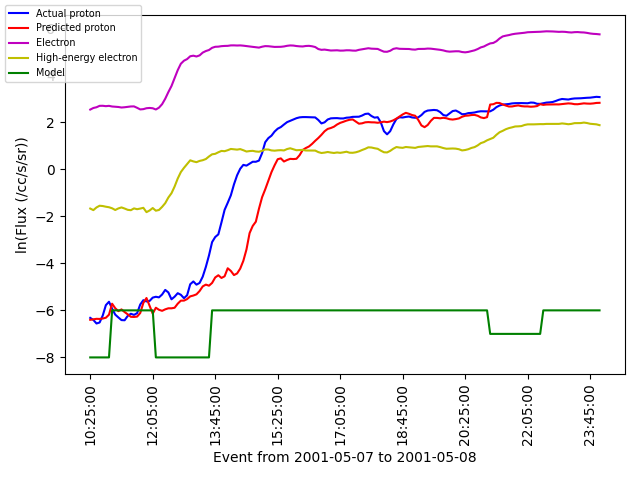 Actual proton
Predicted proton
Electron
High-energy electron
Model
2
0
−2
−4
−6
−8
ln(Flux (/cc/s/sr))
10:25:00
12:05:00
13:45:00
15:25:00
17:05:00
18:45:00
20:25:00
22:05:00
23:45:00
Event from 2001-05-07 to 2001-05-08